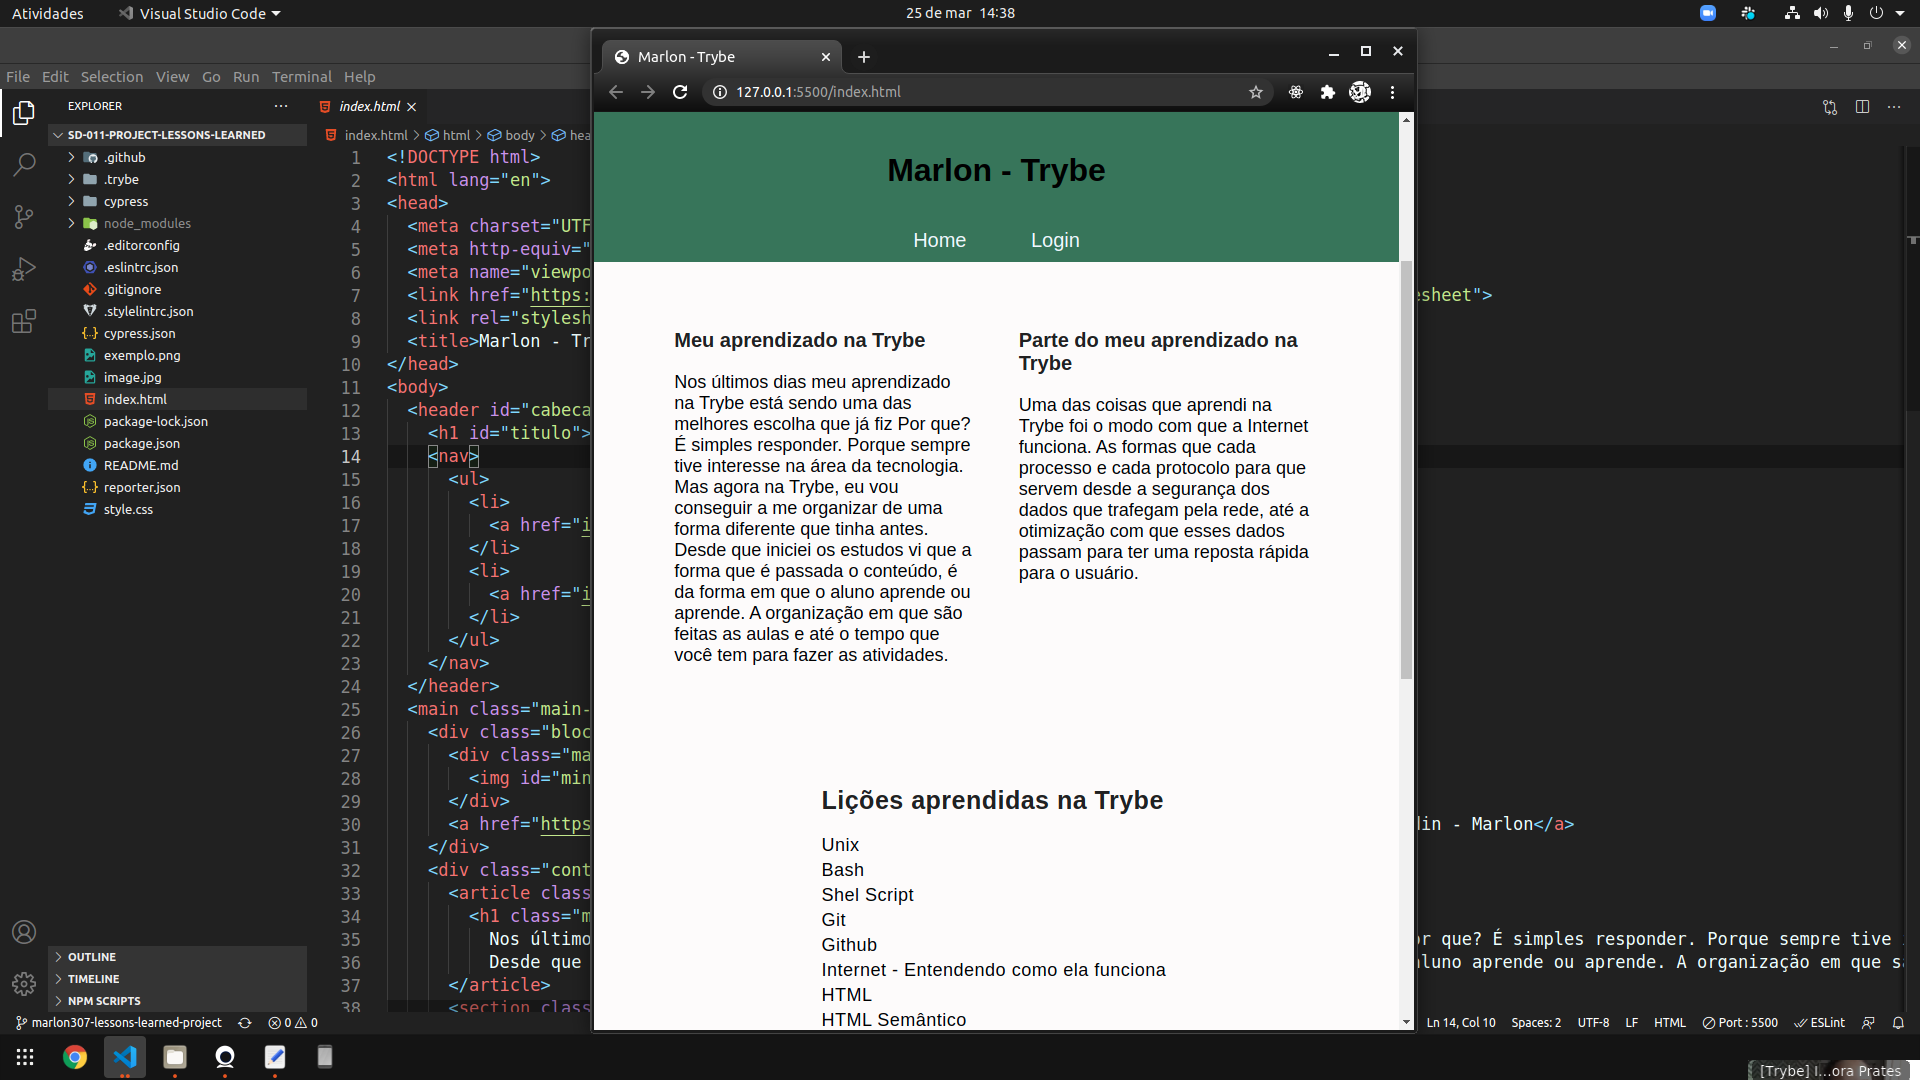 Atividades
Visual Studio Code
25 de mar 14:38
File Edit Selection View Go Run Terminal Help
EXPLORER
SD-011-PROJECT-LESSONS-LEARNED
.github
.trybe
cypress
node_modules
.editorconfig
.eslintrc.json
.gitignore
.stylelintrc.json
cypress.json
exemplo.png
image.jpg
index.html
package-lock.json
package.json
README.md
reporter.json
style.css
OUTLINE
TIMELINE
NPM SCRIPTS
index.html
index.html > html > body > hea
1 <!DOCTYPE html>
2 <html lang="en">
3 <head>
4 <meta charset="UTF
5 <meta http-equiv="
6 <meta name="viewpo
7 <link href="https: sheet">
8 <link rel="stylesh
9 <title>Marlon - Tr
10 </head>
11 <body>
12 <header id="cabeca
13 <h1 id="titulo">
14 <nav>
15 <ul>
16 <li>
17 <a href="i
18 </li>
19 <li>
20 <a href="i
21 </li>
22 </ul>
23 </nav>
24 </header>
25 <main class="main-
26 <div class="bloc
27 <div class="ma
28 <img id="min
29 </div>
30 <a href="https din - Marlon</a>
31 </div>
32 <div class="cont
33 <article class
34 <h1 class="m
35 Nos último or que? É simples responder. Porque sempre tive
36 Desde que aluno aprende ou aprende. A organização em que s
37 </article>
38 <section clas
Marlon - Trybe
127.0.0.1:5500/index.html
Marlon - Trybe
Home Login
Meu aprendizado na Trybe
Nos últimos dias meu aprendizado
na Trybe está sendo uma das
melhores escolha que já fiz Por que?
É simples responder. Porque sempre
tive interesse na área da tecnologia.
Mas agora na Trybe, eu vou
conseguir a me organizar de uma
forma diferente que tinha antes.
Desde que iniciei os estudos vi que a
forma que é passada o conteúdo, é
da forma em que o aluno aprende ou
aprende. A organização em que são
feitas as aulas e até o tempo que
você tem para fazer as atividades.
Parte do meu aprendizado na
Trybe
Uma das coisas que aprendi na
Trybe foi o modo com que a Internet
funciona. As formas que cada
processo e cada protocolo para que
servem desde a segurança dos
dados que trafegam pela rede, até a
otimização com que esses dados
passam para ter uma reposta rápida
para o usuário.
Lições aprendidas na Trybe
Unix
Bash
Shel Script
Git
Github
Internet - Entendendo como ela funciona
HTML
HTML Semântico
marlon307-lessons-learned-project 0 0
Ln 14, Col 10 Spaces: 2 UTF-8 LF HTML Port : 5500 ESLint
[Trybe] I...ora Prates